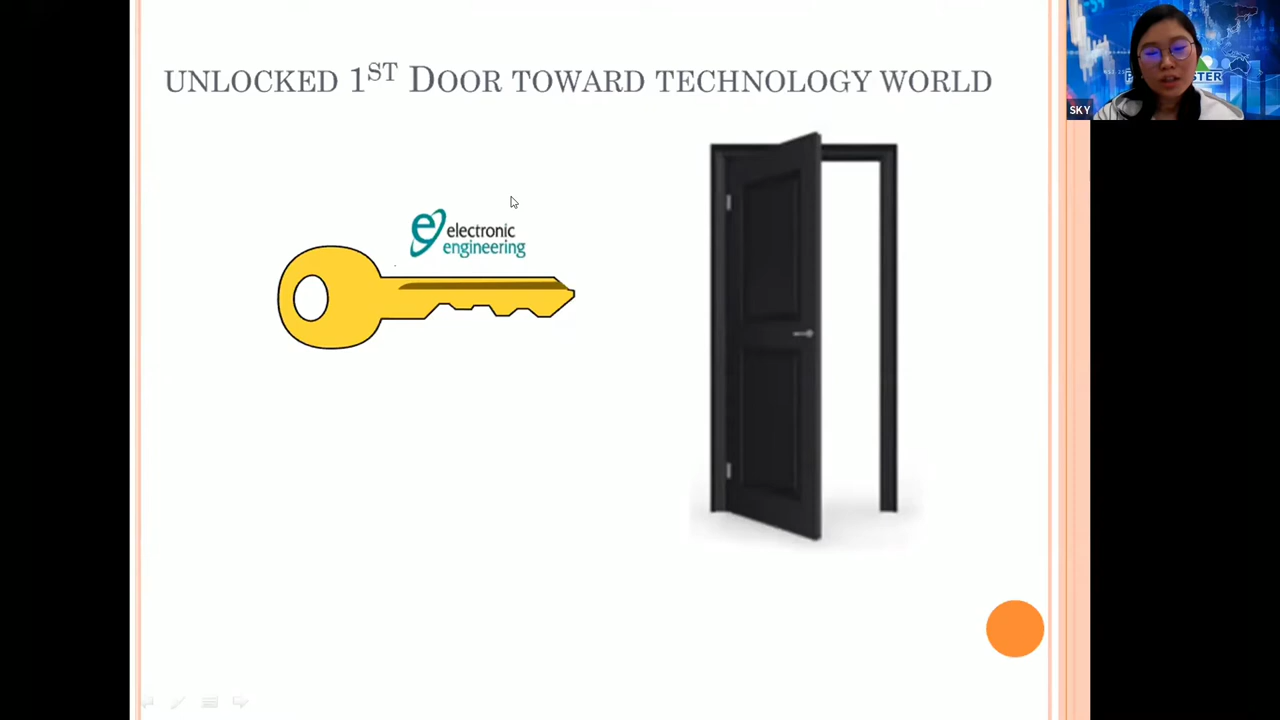 UNLOCKED 1ST DOOR TOWARD TECHNOLOGY WORLD
electronic
engineering
SKY